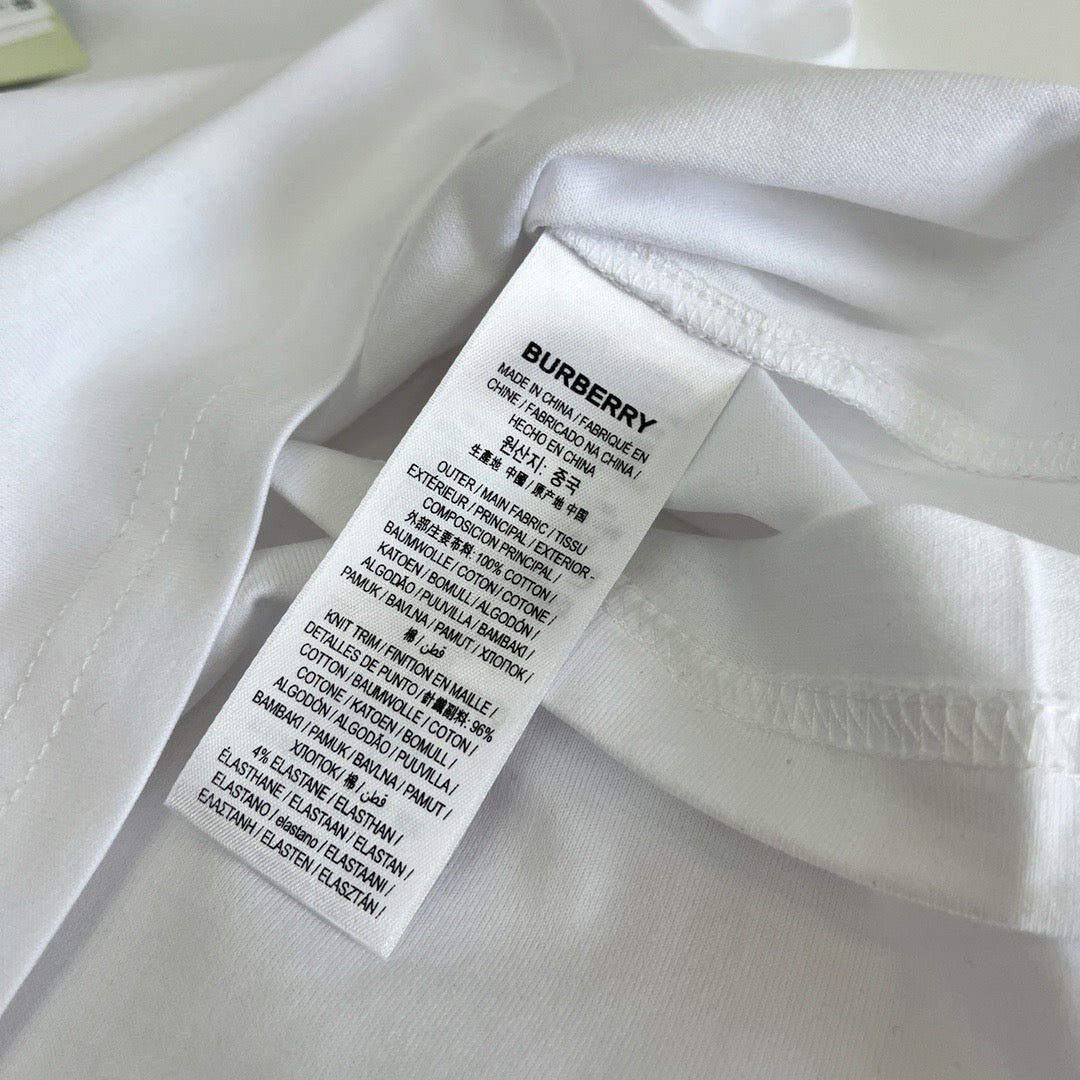 BURBERRY
MADE IN CHINA / FABRIQUÉ EN
CHINE / FABRICADO NA CHINA /
HECHO EN CHINA
원산지: 중국
生產地 中國 / 原产地 中国
OUTER / MAIN FABRIC / TISSU
EXTÉRIEUR / PRINCIPAL / EXTERIOR -
COMPOSICION PRINCIPAL /
外部主要布料: 100% COTTON /
BAUMWOLLE / COTON / COTONE /
KATOEN / BOMULL / ALGODÓN /
ALGODÃO / PUUVILLA / BAMBAKI /
PAMUK / BAVLNA / PAMUT / ХЛОПОК /
棉 / قطن /
KNIT TRIM / FINITION EN MAILLE /
DETALLES DE PUNTO / 針織副料: 96%
COTTON / BAUMWOLLE / COTON /
COTONE / KATOEN / BOMULL /
ALGODÓN / ALGODÃO / PUUVILLA /
BAMBAKI / PAMUK / BAVLNA / PAMUT /
ХЛОПОК / 棉 / قطن /
4% ELASTANE / ELASTHAN /
ÉLASTHANE / ELASTAAN / ELASTAN /
ELASTANO / elastano / ELASTAANI /
ΕΛΑΣΤΑΝΗ / ELASTEN / ELASZTÁN /